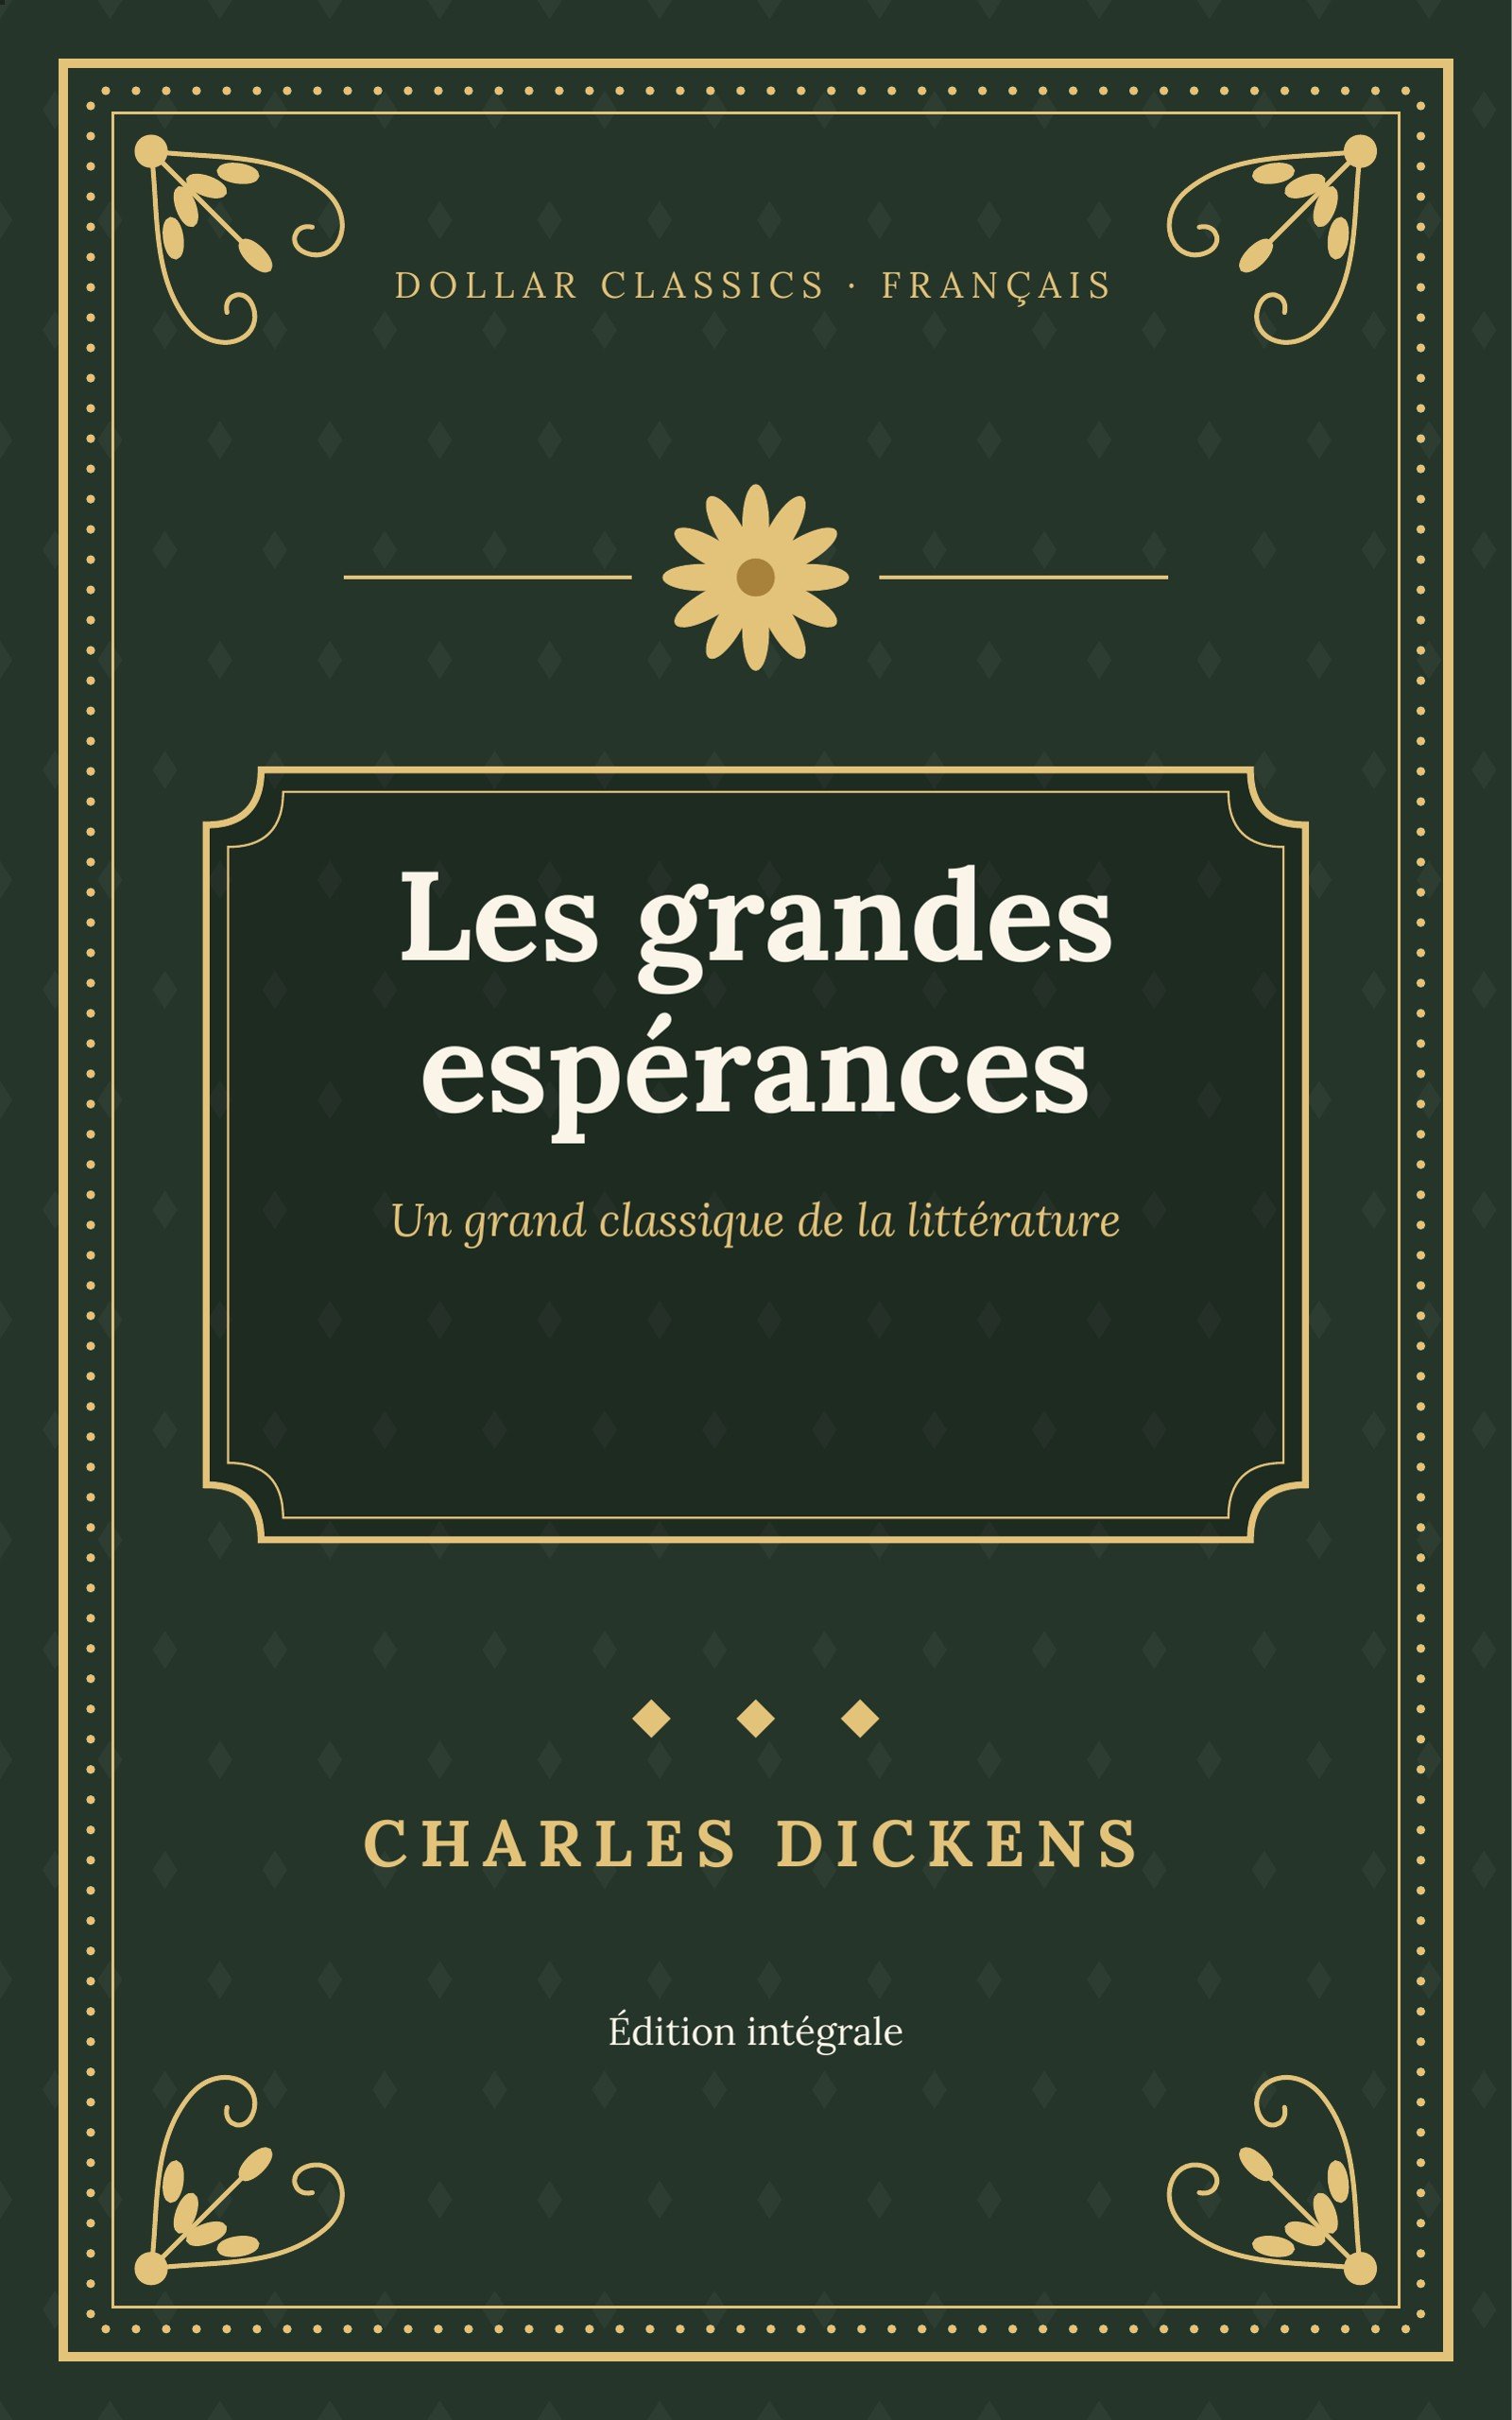 DOLLAR CLASSICS · FRANÇAIS
Les grandes
espérances
Un grand classique de la littérature
CHARLES DICKENS
Édition intégrale